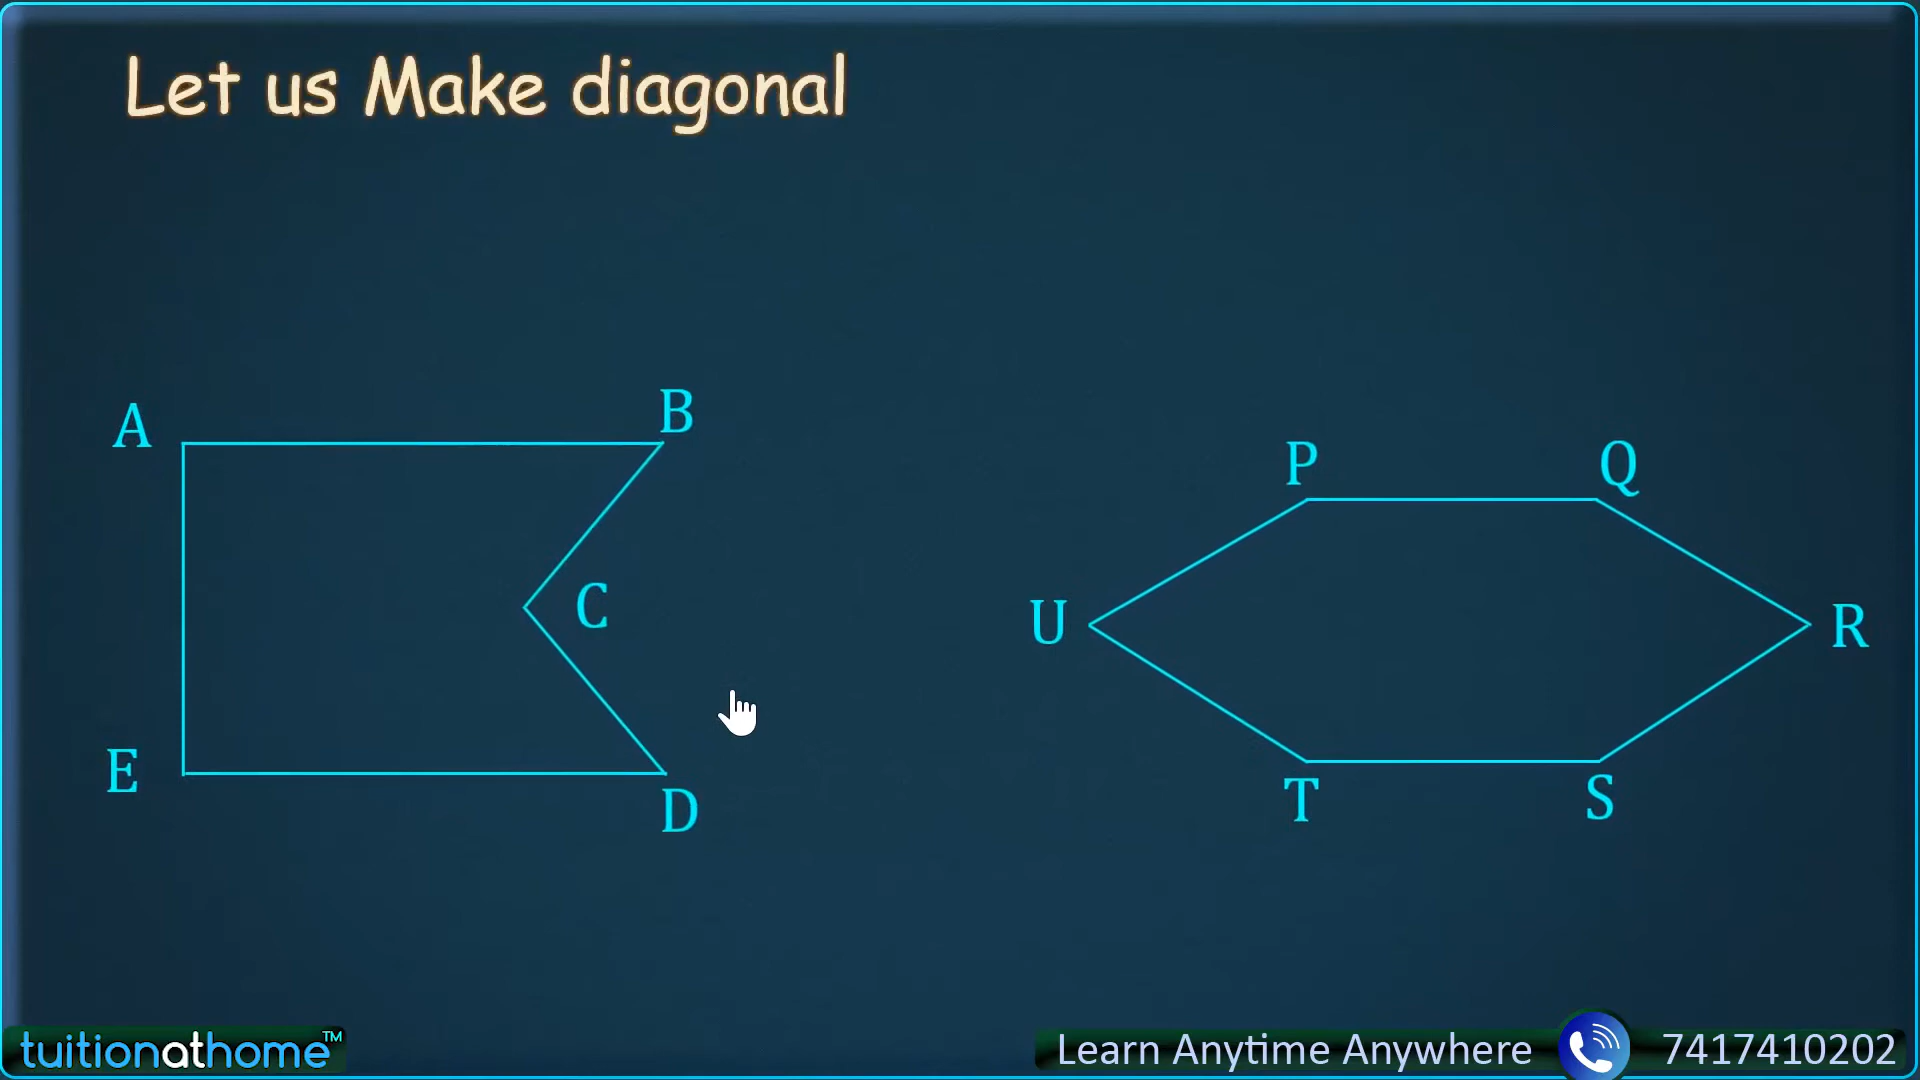 Let us Make diagonal
A
B
C
D
E
P
Q
R
S
T
U
tuitionathome™
Learn Anytime Anywhere 7417410202